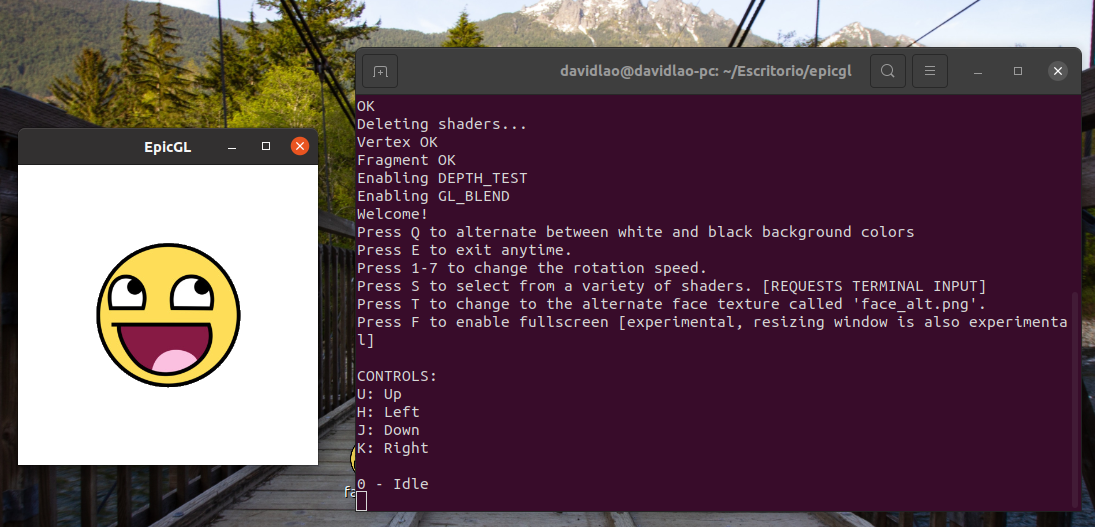 davidlao@davidlao-pc: ~/Escritorio/epicgl
EpicGL
OK
Deleting shaders...
Vertex OK
Fragment OK
Enabling DEPTH_TEST
Enabling GL_BLEND
Welcome!
Press Q to alternate between white and black background colors
Press E to exit anytime.
Press 1-7 to change the rotation speed.
Press S to select from a variety of shaders. [REQUESTS TERMINAL INPUT]
Press T to change to the alternate face texture called 'face_alt.png'.
Press F to enable fullscreen [experimental, resizing window is also experimenta
l]
CONTROLS:
U: Up
H: Left
J: Down
K: Right
0 - Idle